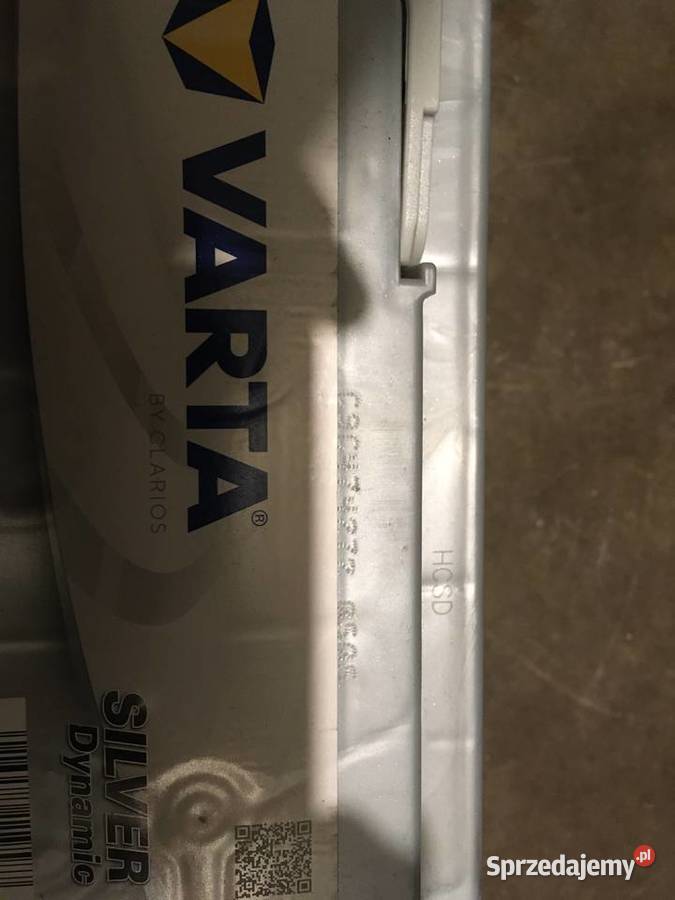 VARTA®
BY CLARIOS
HCSD
SILVER
Dynamic
Sprzedajemy.pl